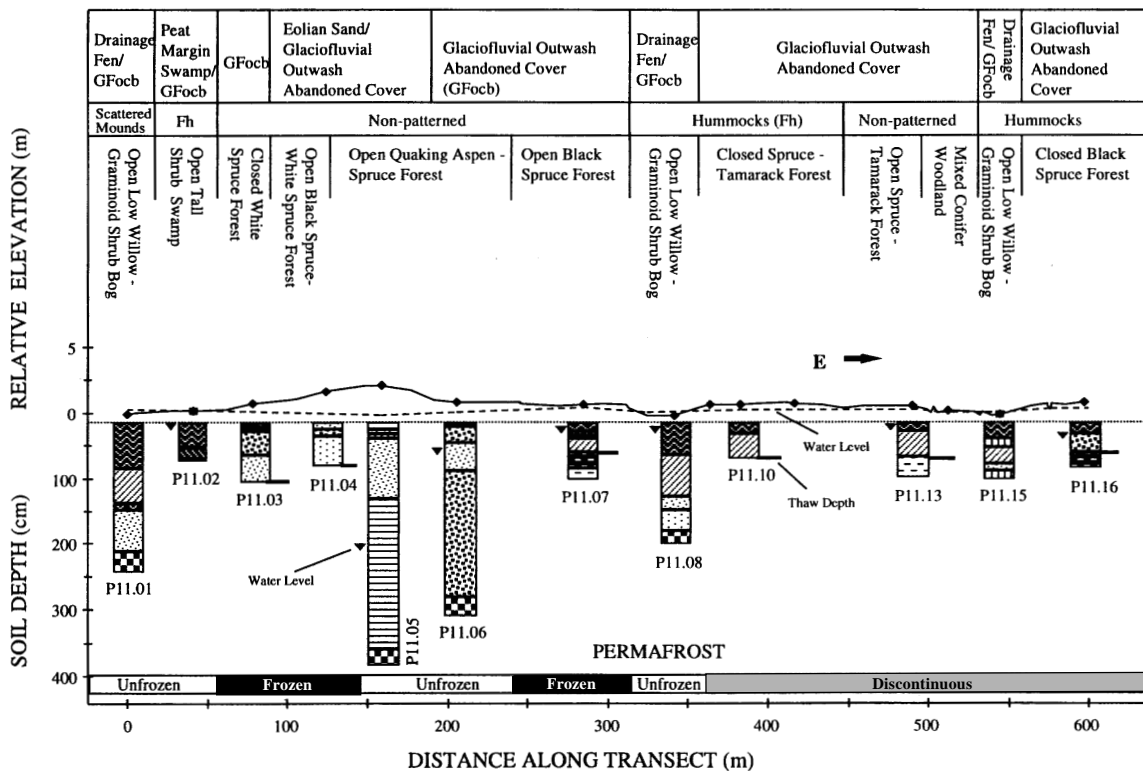 Drainage
Fen/
GFocb
Peat
Margin
Swamp/
GFocb
GFocb
Eolian Sand/
Glaciofluvial
Outwash
Abandoned Cover
Glaciofluvial Outwash
Abandoned Cover
(GFocb)
Drainage
Fen/
GFocb
Glaciofluvial Outwash
Abandoned Cover
Drainage
Fen/ GFocb
Glaciofluvial
Outwash
Abandoned
Cover
Scattered
Mounds
Fh
Non-patterned
Hummocks (Fh)
Non-patterned
Hummocks
Open Low Willow -
Graminoid Shrub Bog
Open Tall
Shrub Swamp
Closed White
Spruce Forest
Open Black Spruce-
White Spruce Forest
Open Quaking Aspen -
Spruce Forest
Open Black
Spruce Forest
Open Low Willow -
Graminoid Shrub Bog
Closed Spruce -
Tamarack Forest
Open Spruce -
Tamarack Forest
Mixed Conifer
Woodland
Open Low Willow -
Graminoid Shrub Bog
Closed Black
Spruce Forest
RELATIVE ELEVATION (m)
5
0
E
Water Level
SOIL DEPTH (cm)
100
200
300
400
P11.01
P11.02
P11.03
P11.04
P11.05
P11.06
P11.07
P11.08
P11.10
P11.13
P11.15
P11.16
Thaw Depth
Water Level
PERMAFROST
Unfrozen
Frozen
Unfrozen
Frozen
Unfrozen
Discontinuous
0
100
200
300
400
500
600
DISTANCE ALONG TRANSECT (m)